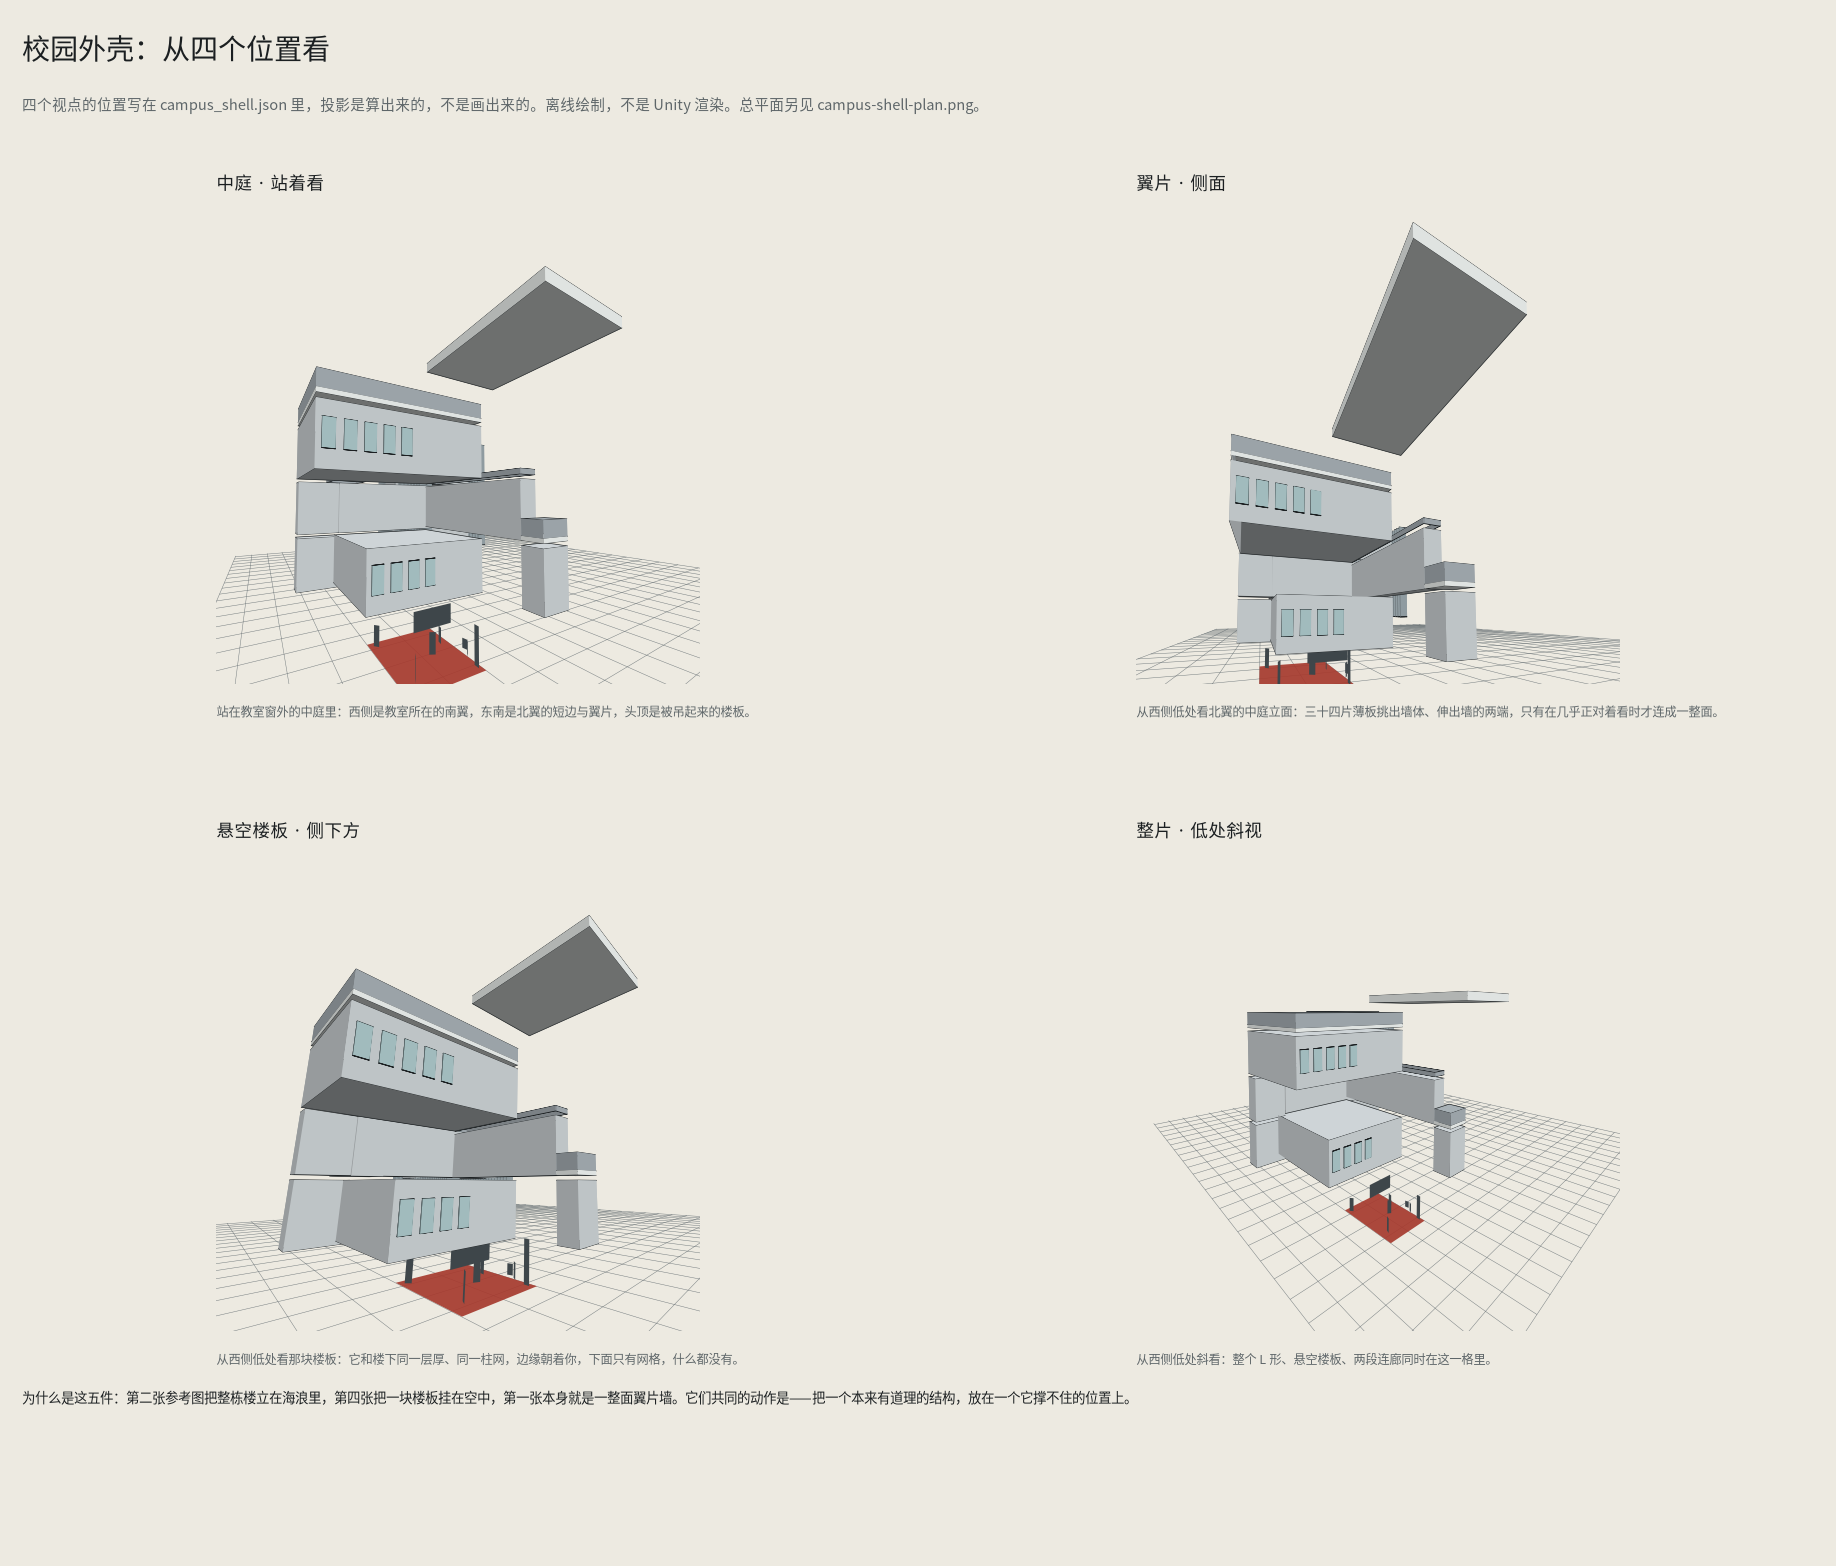 校园外壳：从四个位置看
四个视点的位置写在 campus_shell.json 里，投影是算出来的，不是画出来的。离线绘制，不是 Unity 渲染。总平面另见 campus-shell-plan.png。
中庭 · 站着看
翼片 · 侧面
站在教室窗外的中庭里：西侧是教室所在的南翼，东南是北翼的短边与翼片，头顶是被吊起来的楼板。
从西侧低处看北翼的中庭立面：三十四片薄板挑出墙体、伸出墙的两端，只有在几乎正对着看时才连成一整面。
悬空楼板 · 侧下方
整片 · 低处斜视
从西侧低处看那块楼板：它和楼下同一层厚、同一柱网，边缘朝着你，下面只有网格，什么都没有。
从西侧低处斜看：整个 L 形、悬空楼板、两段连廊同时在这一格里。
为什么是这五件：第二张参考图把整栋楼立在海浪里，第四张把一块楼板挂在空中，第一张本身就是一整面翼片墙。它们共同的动作是——把一个本来有道理的结构，放在一个它撑不住的位置上。